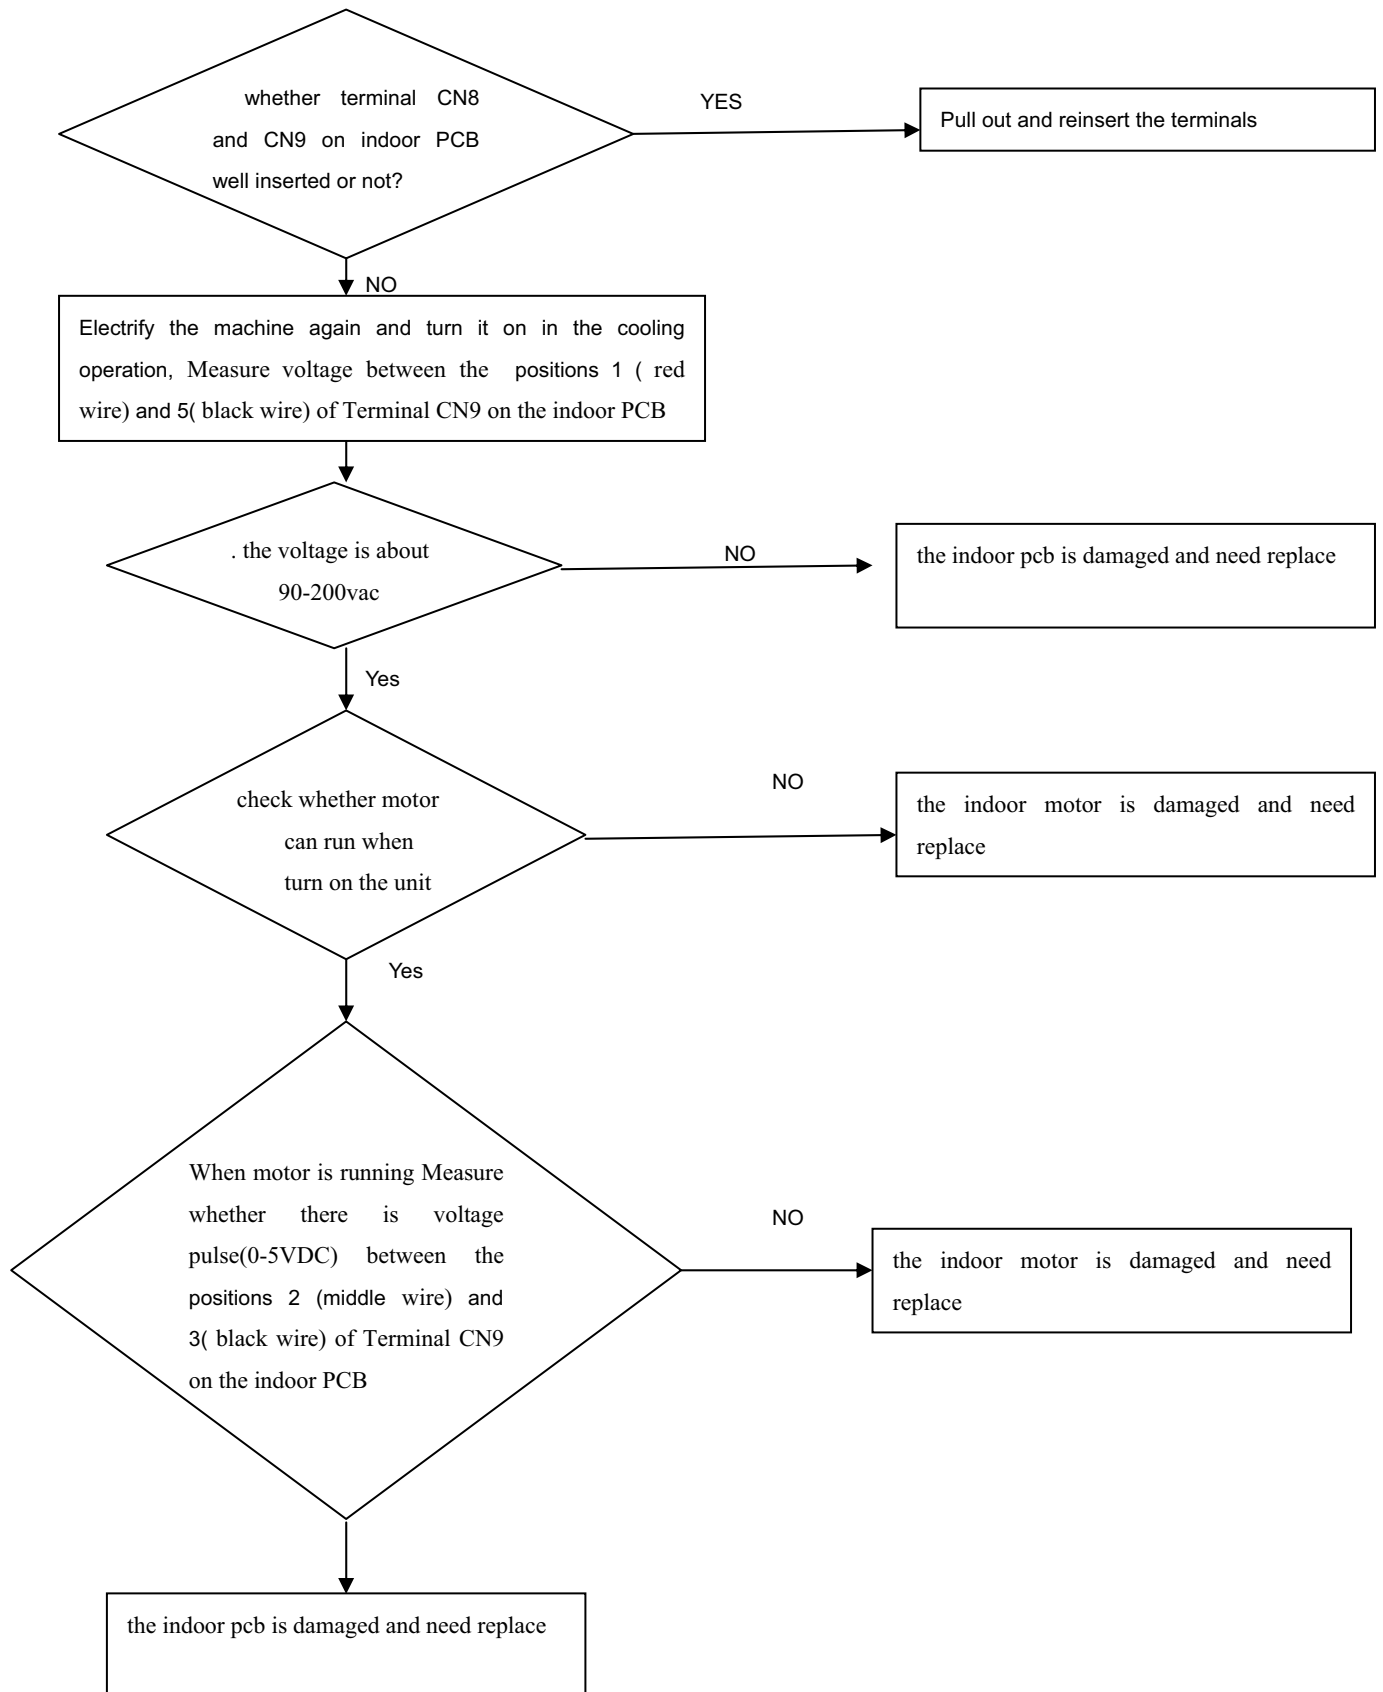 whether terminal CN8
and CN9 on indoor PCB
well inserted or not?
YES
Pull out and reinsert the terminals
NO
Electrify the machine again and turn it on in the cooling
operation, Measure voltage between the positions 1 ( red
wire) and 5( black wire) of Terminal CN9 on the indoor PCB
. the voltage is about
90-200vac
NO
the indoor pcb is damaged and need replace
Yes
check whether motor
can run when
turn on the unit
NO
the indoor motor is damaged and need
replace
Yes
When motor is running Measure
whether there is voltage
pulse(0-5VDC) between the
positions 2 (middle wire) and
3( black wire) of Terminal CN9
on the indoor PCB
NO
the indoor motor is damaged and need
replace
the indoor pcb is damaged and need replace